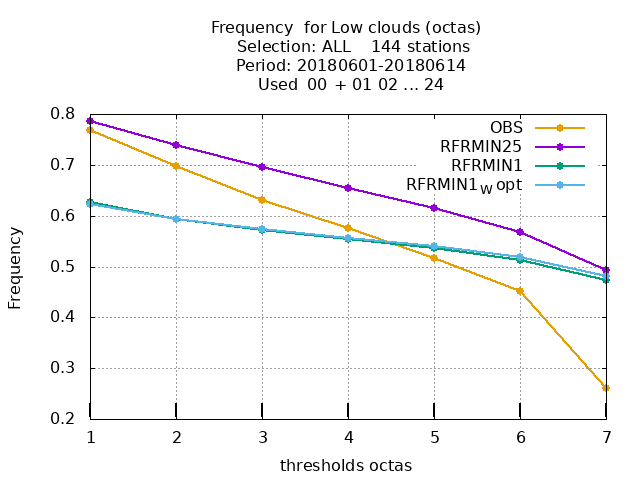 Frequency for Low clouds (octas)
Selection: ALL 144 stations
Period: 20180601-20180614
Used 00 + 01 02 ... 24
OBS
RFRMIN25
RFRMIN1
RFRMIN1W opt
Frequency
0.8
0.7
0.6
0.5
0.4
0.3
0.2
1 2 3 4 5 6 7
thresholds octas